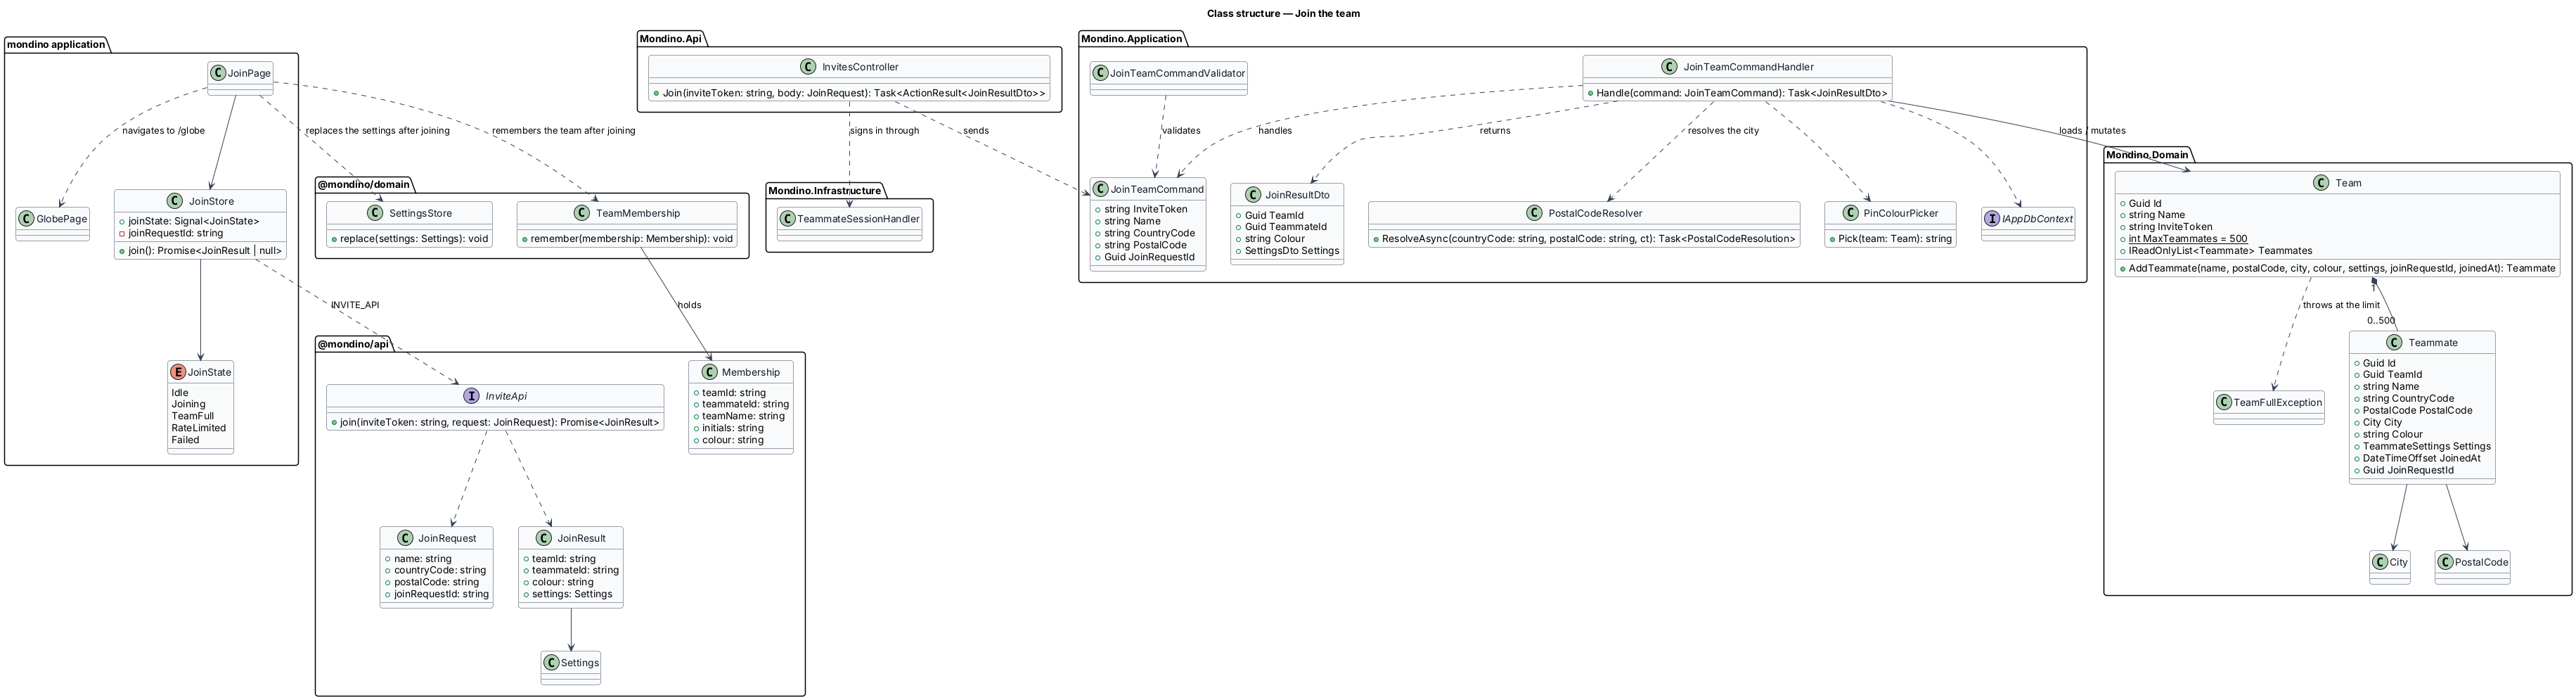 Class structure — Join the team
mondino application
C JoinPage
navigates to /globe
replaces the settings after joining
remembers the team after joining
C GlobePage
C JoinStore
joinState: Signal<JoinState>
joinRequestId: string
join(): Promise<JoinResult | null>
INVITE_API
E JoinState
Idle
Joining
TeamFull
RateLimited
Failed
@mondino/domain
C SettingsStore
replace(settings: Settings): void
C TeamMembership
remember(membership: Membership): void
holds
@mondino/api
I InviteApi
join(inviteToken: string, request: JoinRequest): Promise<JoinResult>
C Membership
teamId: string
teammateId: string
teamName: string
initials: string
colour: string
C JoinRequest
name: string
countryCode: string
postalCode: string
joinRequestId: string
C JoinResult
teamId: string
teammateId: string
colour: string
settings: Settings
C Settings
Mondino.Api
C InvitesController
Join(inviteToken: string, body: JoinRequest): Task<ActionResult<JoinResultDto>>
signs in through
sends
Mondino.Infrastructure
C TeammateSessionHandler
Mondino.Application
C JoinTeamCommandValidator
C JoinTeamCommandHandler
Handle(command: JoinTeamCommand): Task<JoinResultDto>
validates
handles
returns
resolves the city
loads / mutates
C JoinTeamCommand
string InviteToken
string Name
string CountryCode
string PostalCode
Guid JoinRequestId
C JoinResultDto
Guid TeamId
Guid TeammateId
string Colour
SettingsDto Settings
C PostalCodeResolver
ResolveAsync(countryCode: string, postalCode: string, ct): Task<PostalCodeResolution>
C PinColourPicker
Pick(team: Team): string
I IAppDbContext
Mondino.Domain
C Team
Guid Id
string Name
string InviteToken
int MaxTeammates = 500
IReadOnlyList<Teammate> Teammates
AddTeammate(name, postalCode, city, colour, settings, joinRequestId, joinedAt): Teammate
1
throws at the limit
0..500
C TeamFullException
C Teammate
Guid Id
Guid TeamId
string Name
string CountryCode
PostalCode PostalCode
City City
string Colour
TeammateSettings Settings
DateTimeOffset JoinedAt
Guid JoinRequestId
C City
C PostalCode